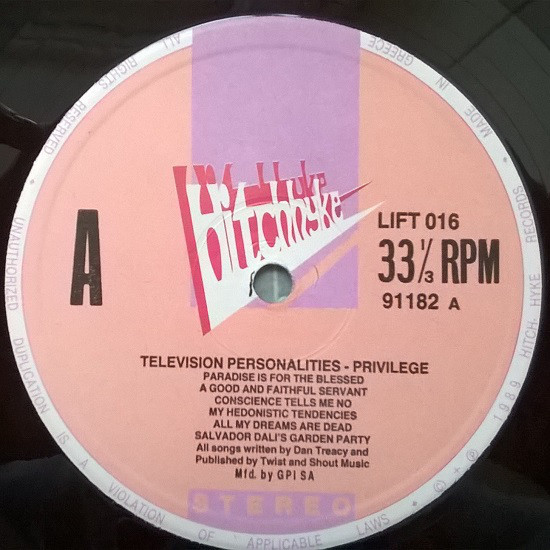 Hitchhyke
A
LIFT 016
33 1/3 RPM
91182 A
TELEVISION PERSONALITIES - PRIVILEGE
PARADISE IS FOR THE BLESSED
A GOOD AND FAITHFUL SERVANT
CONSCIENCE TELLS ME NO
MY HEDONISTIC TENDENCIES
ALL MY DREAMS ARE DEAD
SALVADOR DALI'S GARDEN PARTY
All songs written by Dan Treacy and
Published by Twist and Shout Music
Mfd. by GPI SA
STEREO
MADE IN GREECE * ℗ + © 1989 HITCH HYKE RECORDS
ALL RIGHTS RESERVED * UNAUTHORIZED DUPLICATION IS A VIOLATION OF APPLICABLE LAWS *